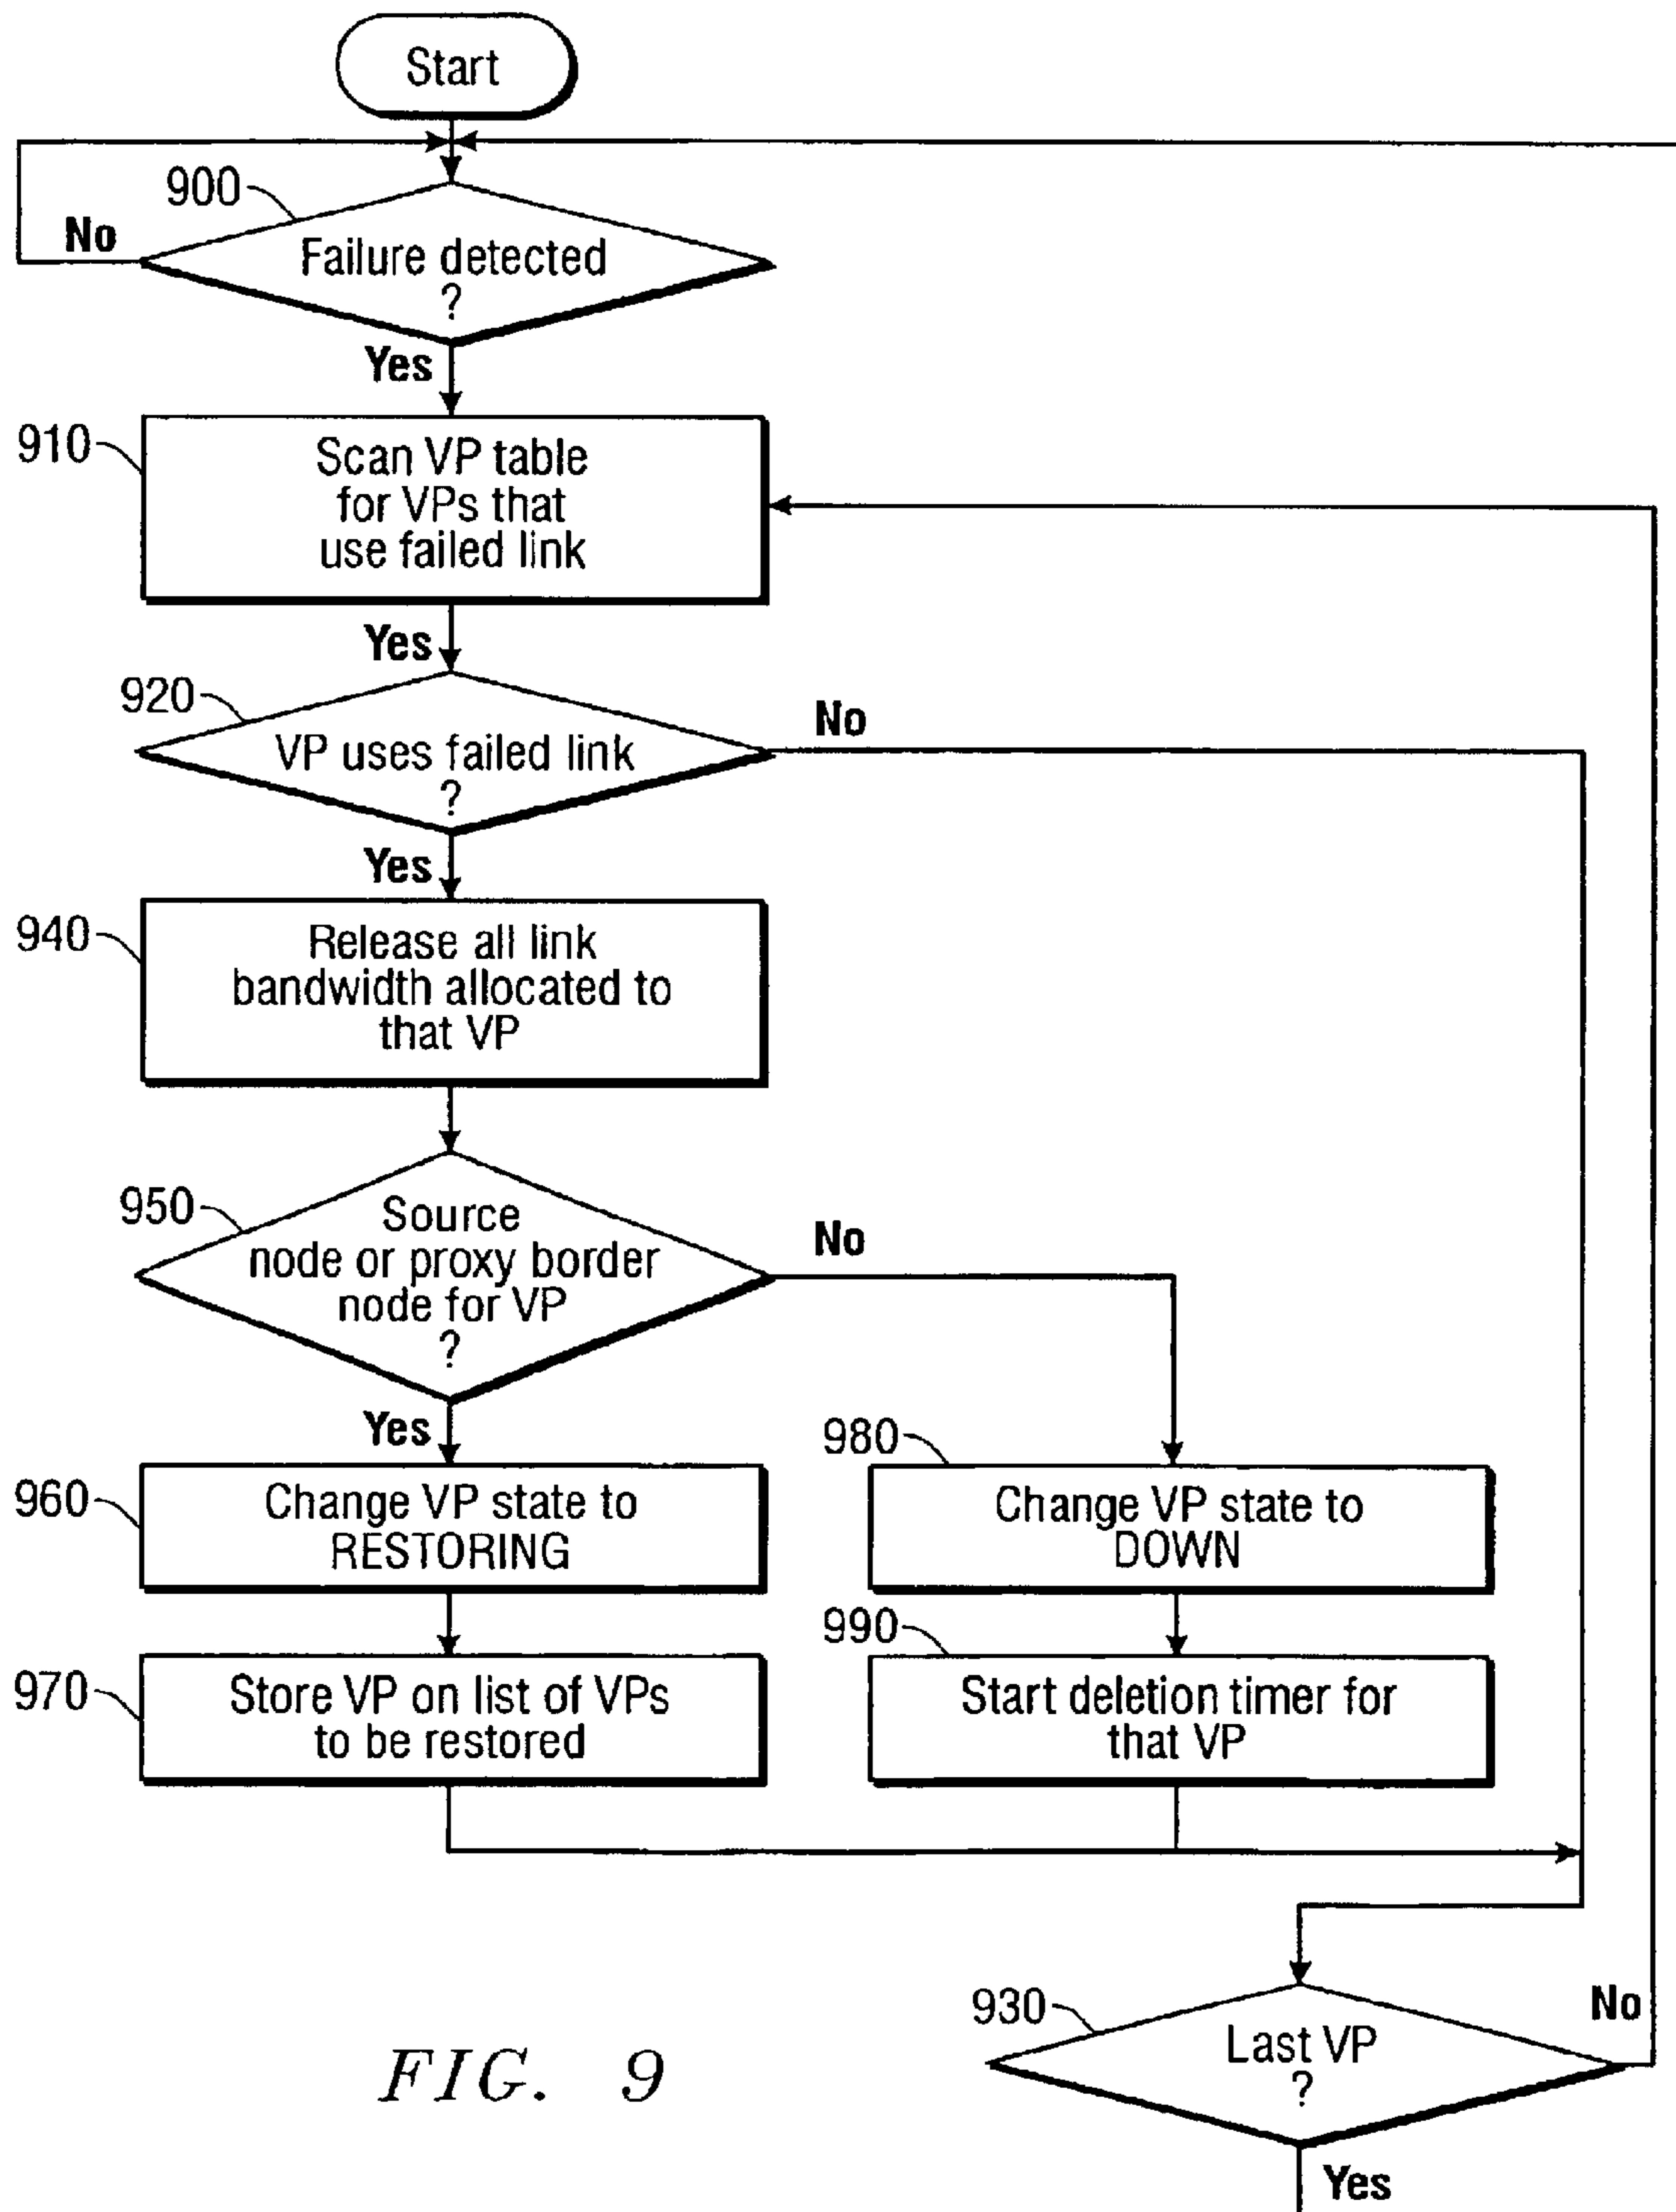 Start
900
No
Failure detected
?
Yes
910
Scan VP table
for VPs that
use failed link
Yes
920
No
VP uses failed link
?
Yes
940
Release all link
bandwidth allocated to
that VP
950
Source
node or proxy border
node for VP
?
No
Yes
960
Change VP state to
RESTORING
980
Change VP state to
DOWN
970
Store VP on list of VPs
to be restored
990
Start deletion timer for
that VP
930
Last VP
?
No
Yes
FIG. 9